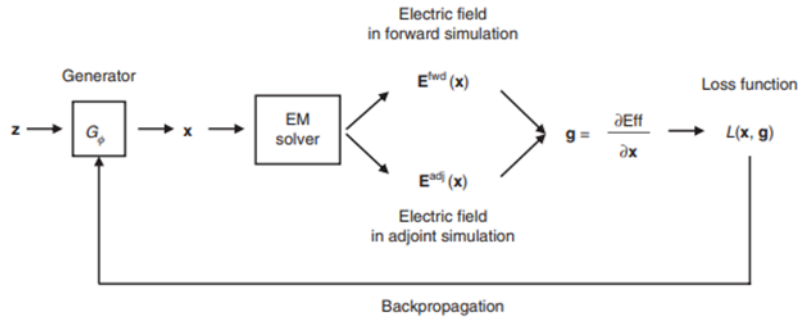 Electric field
in forward simulation
Generator
E^fwd (x)
Loss function
z
G_ϕ
x
EM
solver
g = ∂Eff / ∂x
L(x, g)
E^adj (x)
Electric field
in adjoint simulation
Backpropagation